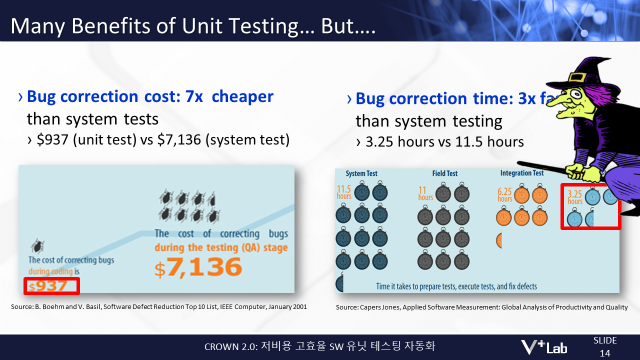 Many Benefits of Unit Testing… But….
› Bug correction cost: 7x cheaper
than system tests
› $937 (unit test) vs $7,136 (system test)
› Bug correction time: 3x fa
than system testing
› 3.25 hours vs 11.5 hours
The cost of correcting bugs
during coding is
$937
The cost of correcting bugs
during the testing (QA) stage
$7,136
System Test
Field Test
Integration Test
11.5
hours
11
hours
6.25
hours
3.25
hours
Time it takes to prepare tests, execute tests, and fix defects
Source: B. Boehm and V. Basil, Software Defect Reduction Top 10 List, IEEE Computer, January 2001
Source: Capers Jones, Applied Software Measurement: Global Analysis of Productivity and Quality
CROWN 2.0: 저비용 고효율 SW 유닛 테스팅 자동화
V+ Lab
SLIDE
14